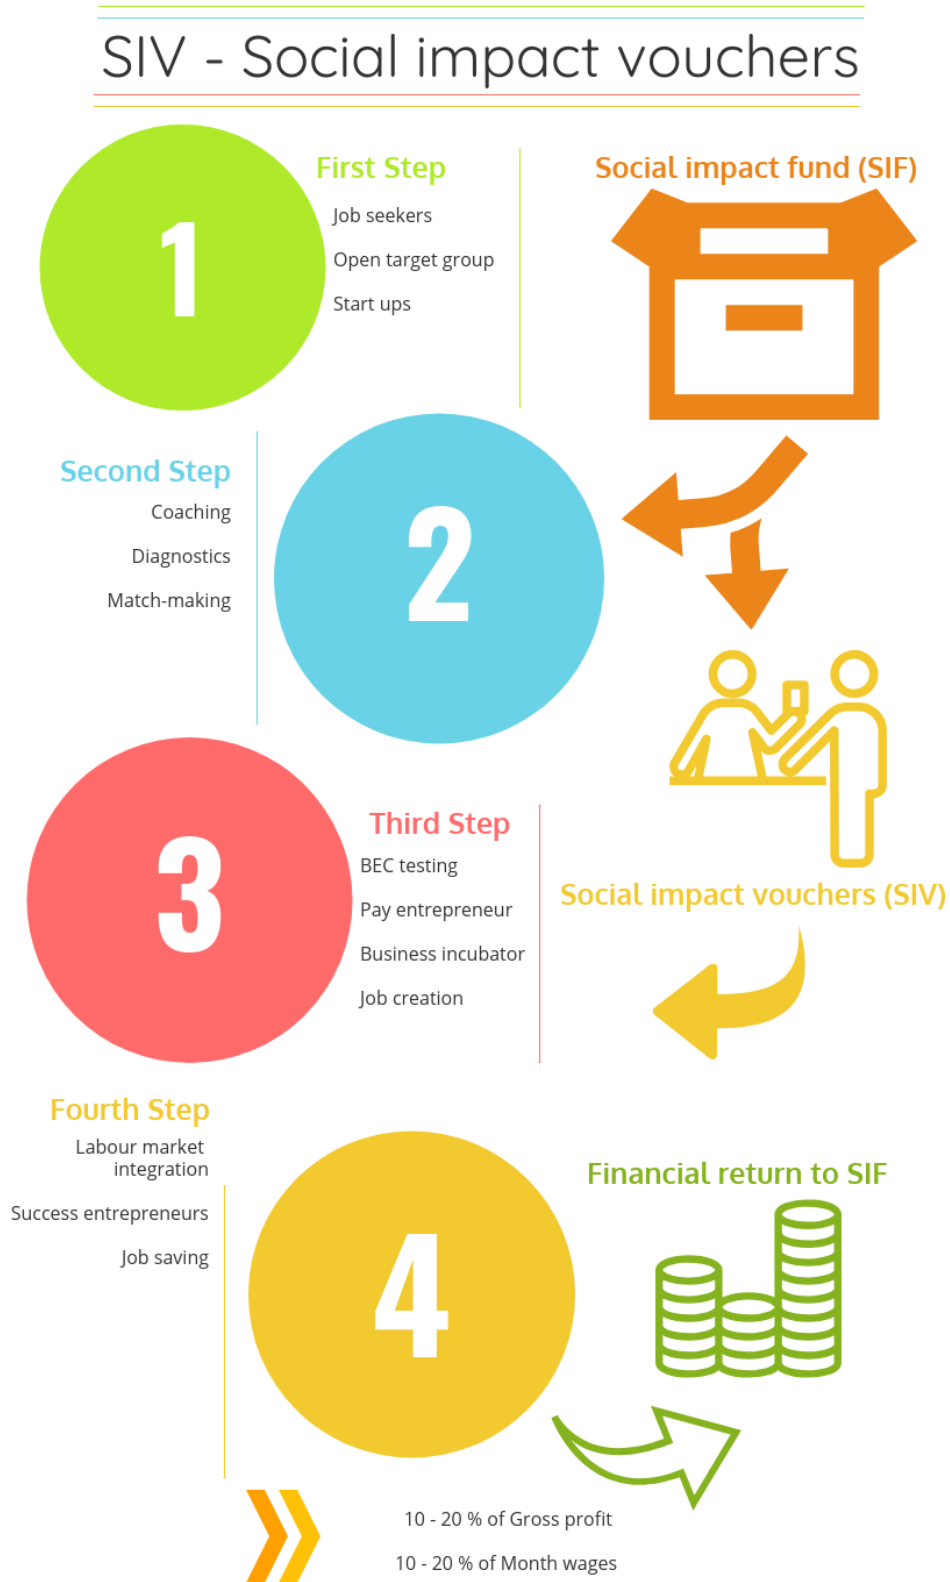 SIV - Social impact vouchers
1
First Step
Job seekers
Open target group
Start ups
Social impact fund (SIF)
Second Step
Coaching
Diagnostics
Match-making
2
3
Third Step
BEC testing
Pay entrepreneur
Business incubator
Job creation
Social impact vouchers (SIV)
Fourth Step
Labour market
integration
Success entrepreneurs
Job saving
4
Financial return to SIF
10 - 20 % of Gross profit
10 - 20 % of Month wages